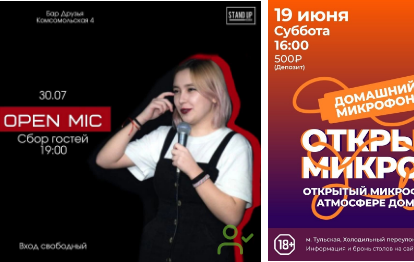 Бар Друзья
Комсомольская 4
STAND UP
30.07
OPEN MIC
Сбор гостей
19:00
Вход свободный
19 июня
Суббота
16:00
500₽
(Депозит)
ДОМАШНИЙ
МИКРОФОН
ОТКРЫ
МИКРО
ОТКРЫТЫЙ МИКРОФ
АТМОСФЕРЕ ДОМ
18+
м. Тульская, Холодильный переулок
Информация и бронь столов на сай